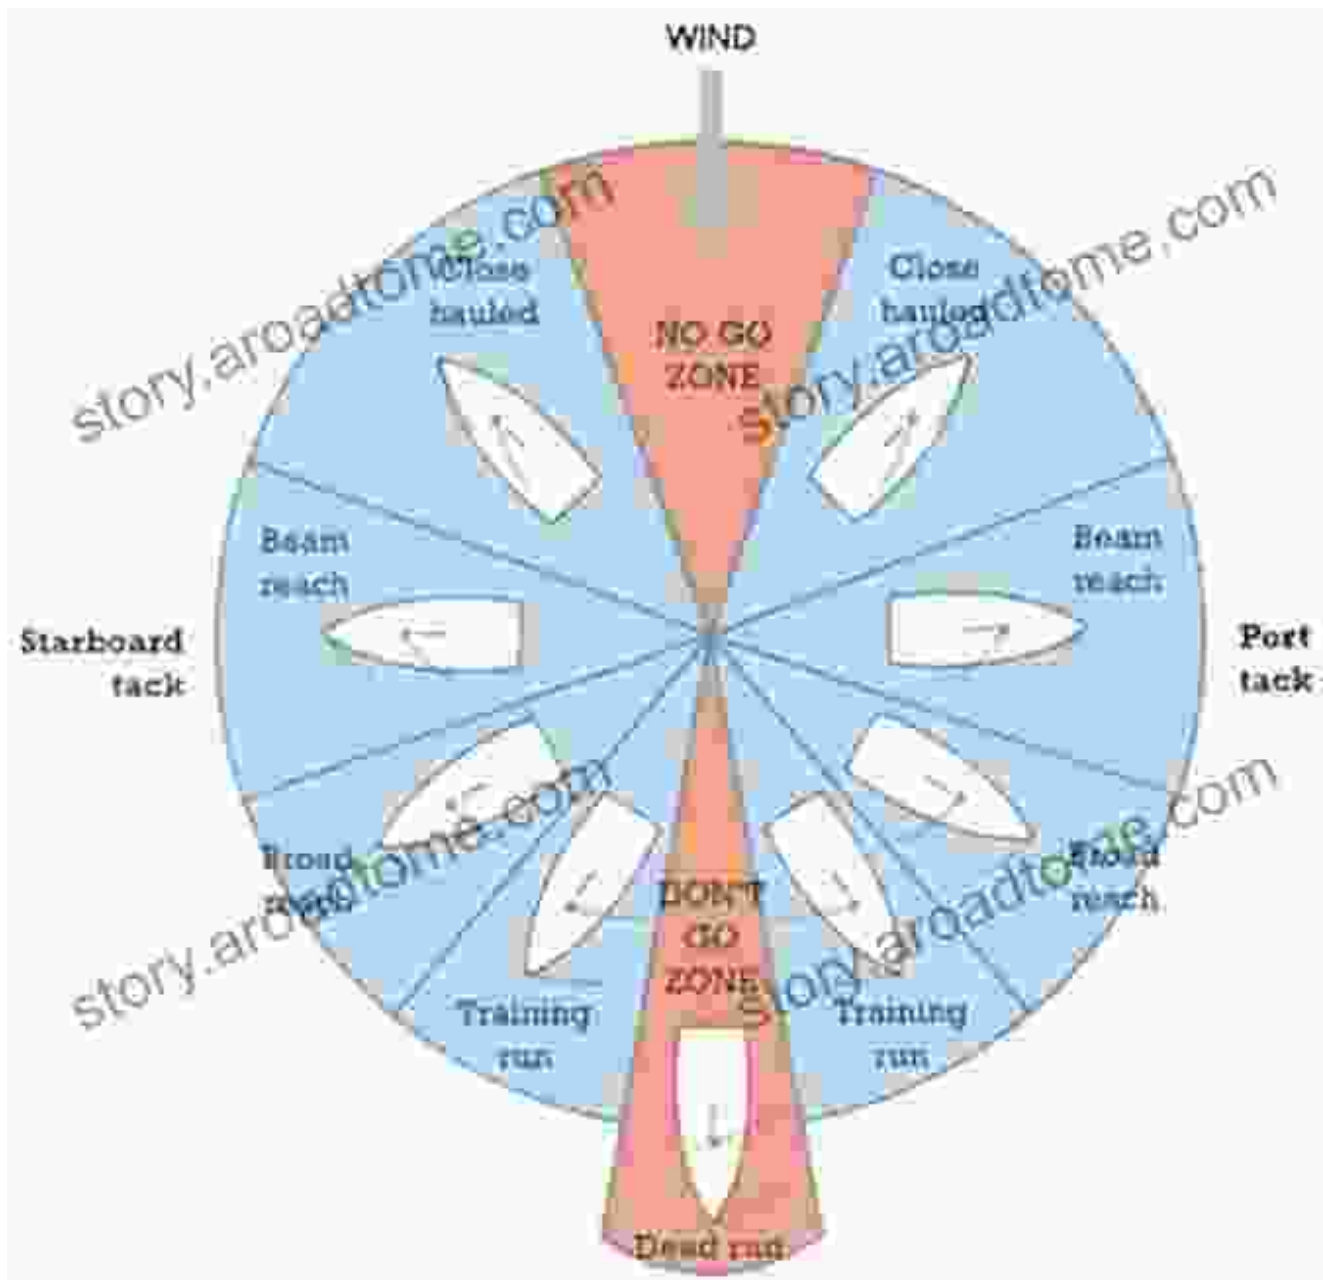 WIND
story.aroadtome.com
story.aroadtome.com
Close
hauled
Close
hauled
NO GO
ZONE
Beam
reach
Beam
reach
Starboard
tack
Port
tack
story.aroadtome.com
story.aroadtome.com
Broad
reach
Broad
reach
DON'T
GO
ZONE
Training
run
Training
run
Dead run